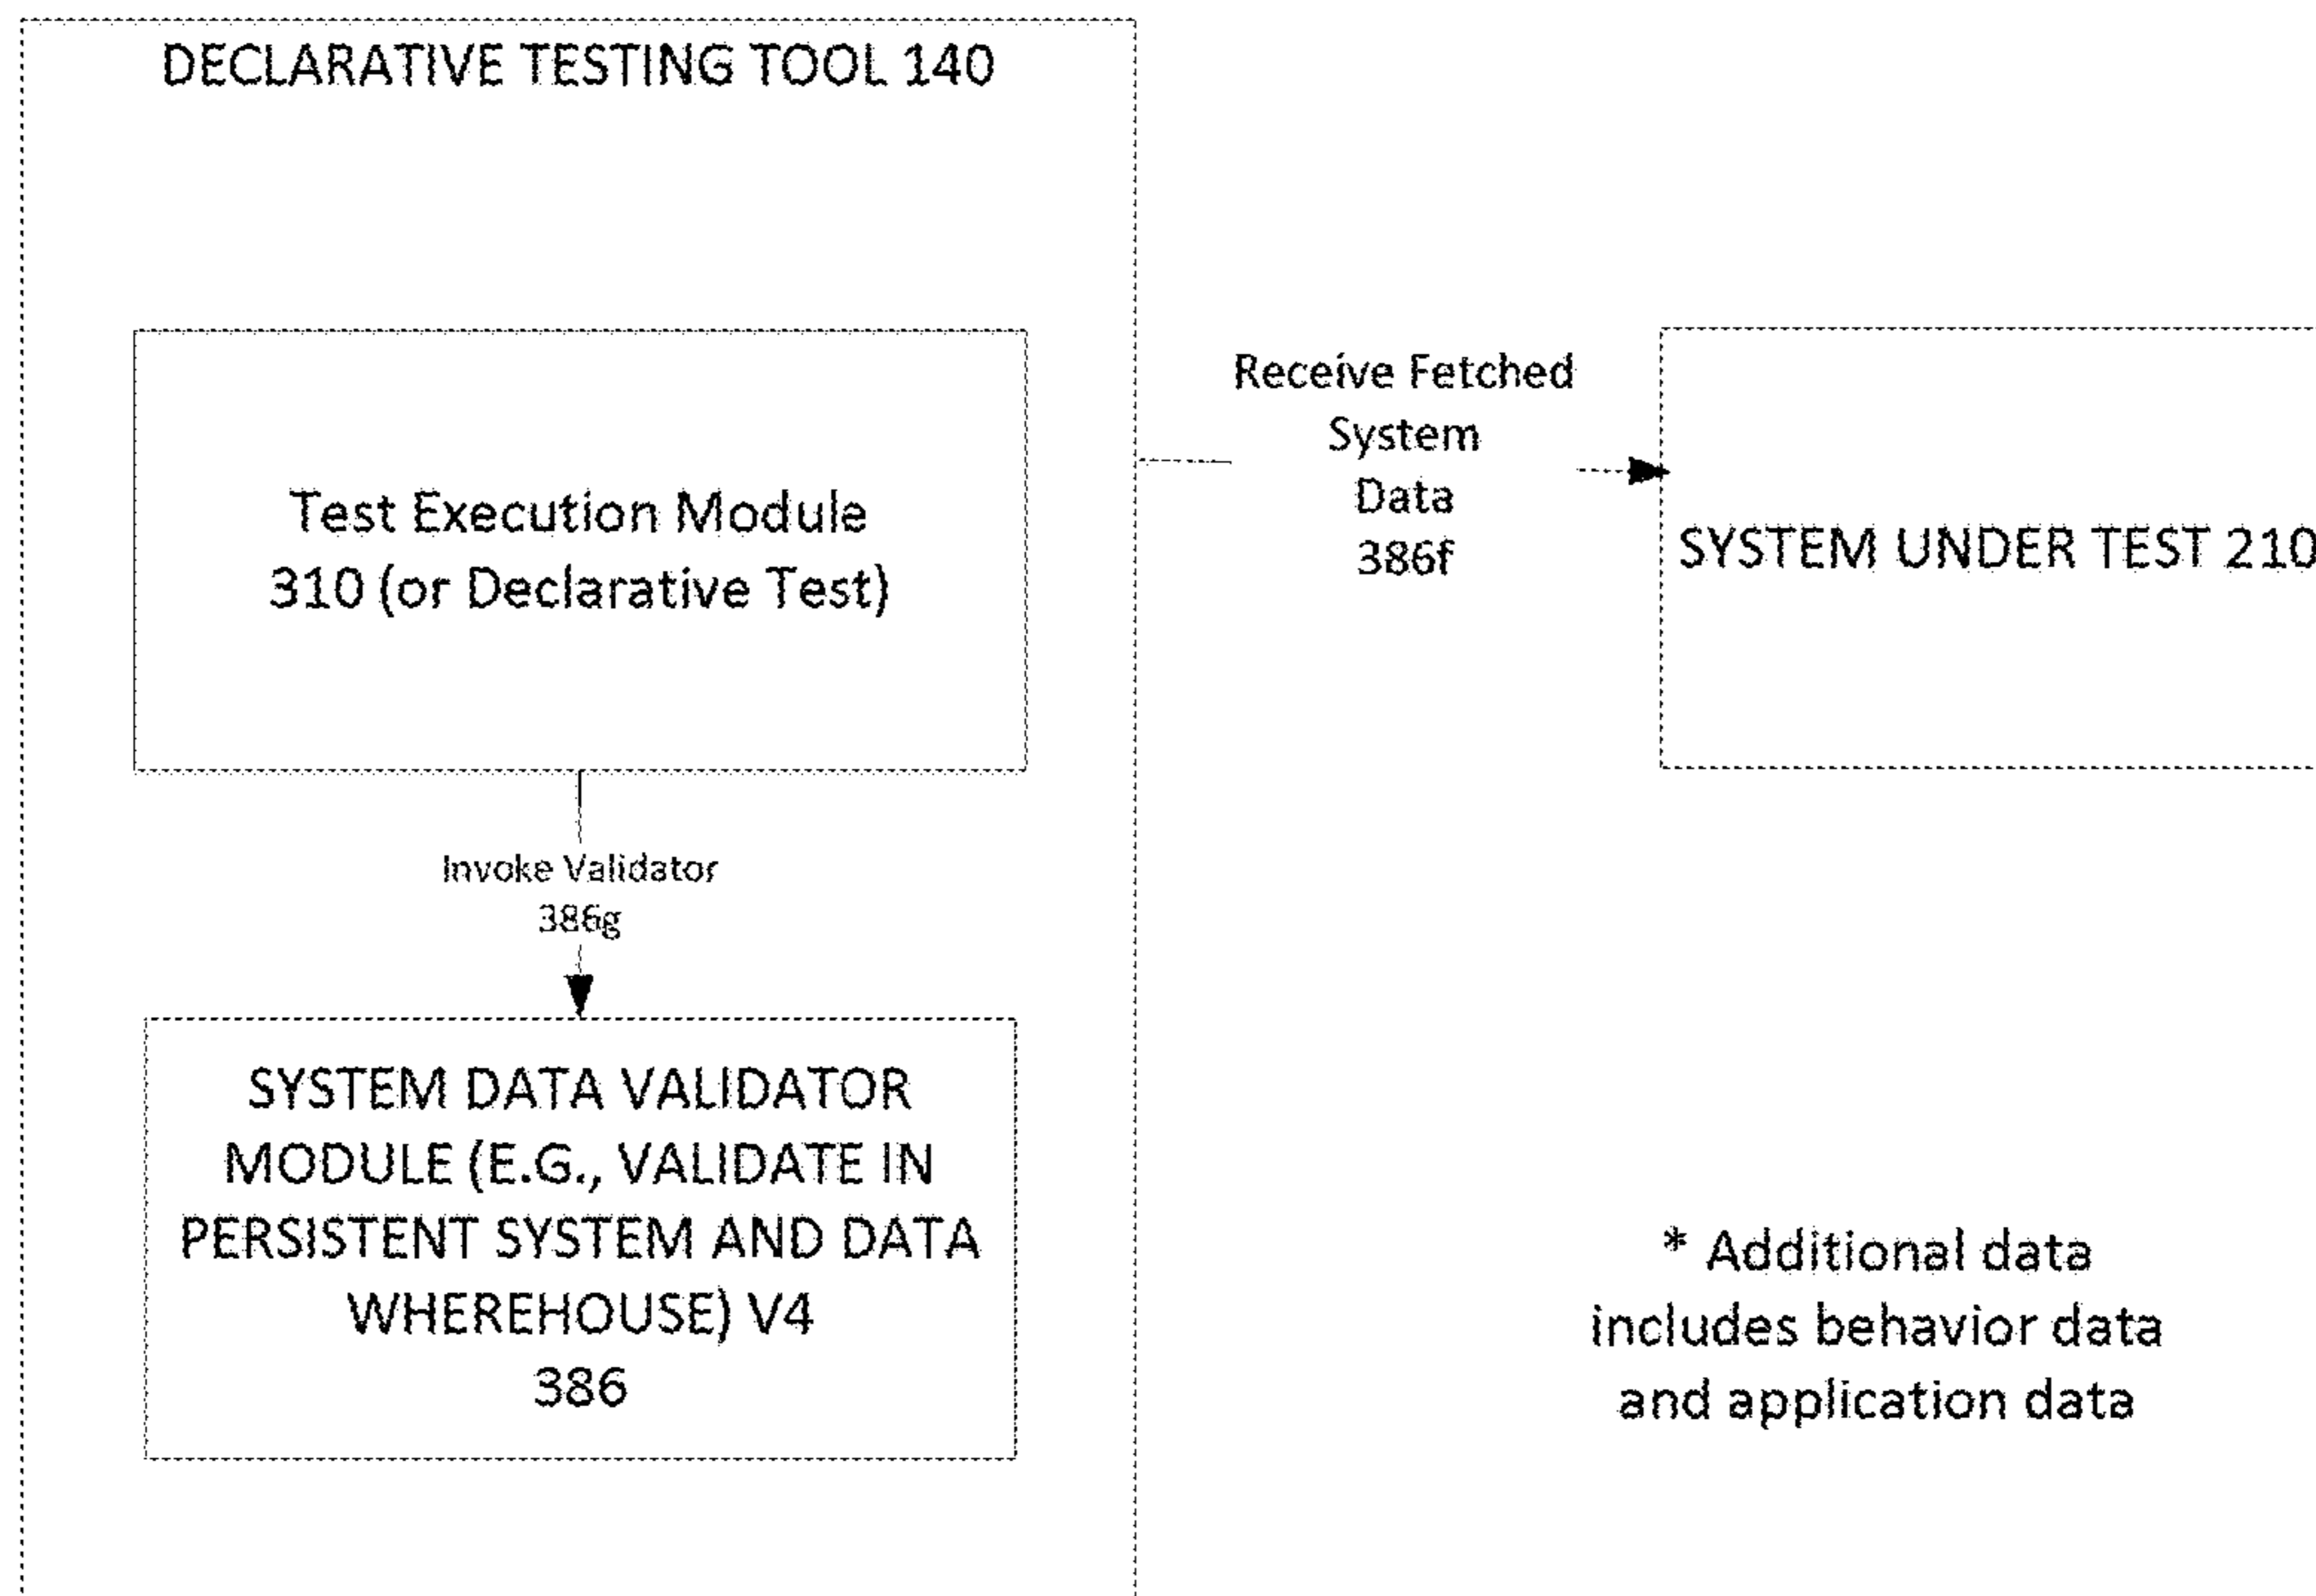 DECLARATIVE TESTING TOOL 140
Test Execution Module
310 (or Declarative Test)
Invoke Validator
386g
SYSTEM DATA VALIDATOR
MODULE (E.G., VALIDATE IN
PERSISTENT SYSTEM AND DATA
WHEREHOUSE) V4
386
Receive Fetched
System
Data
386f
SYSTEM UNDER TEST 210
* Additional data
includes behavior data
and application data